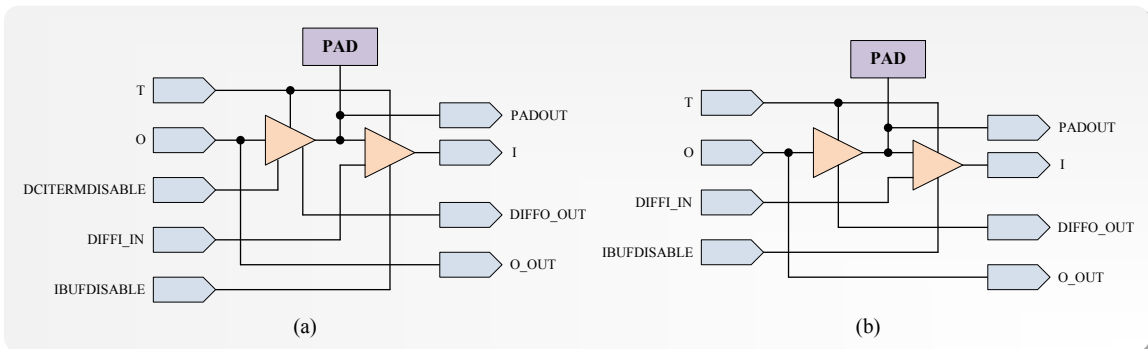 PAD
T
PADOUT
O
I
DCITERMDISABLE
DIFFO_OUT
DIFFI_IN
O_OUT
IBUFDISABLE
(a)
PAD
T
PADOUT
O
I
DIFFI_IN
DIFFO_OUT
IBUFDISABLE
O_OUT
(b)